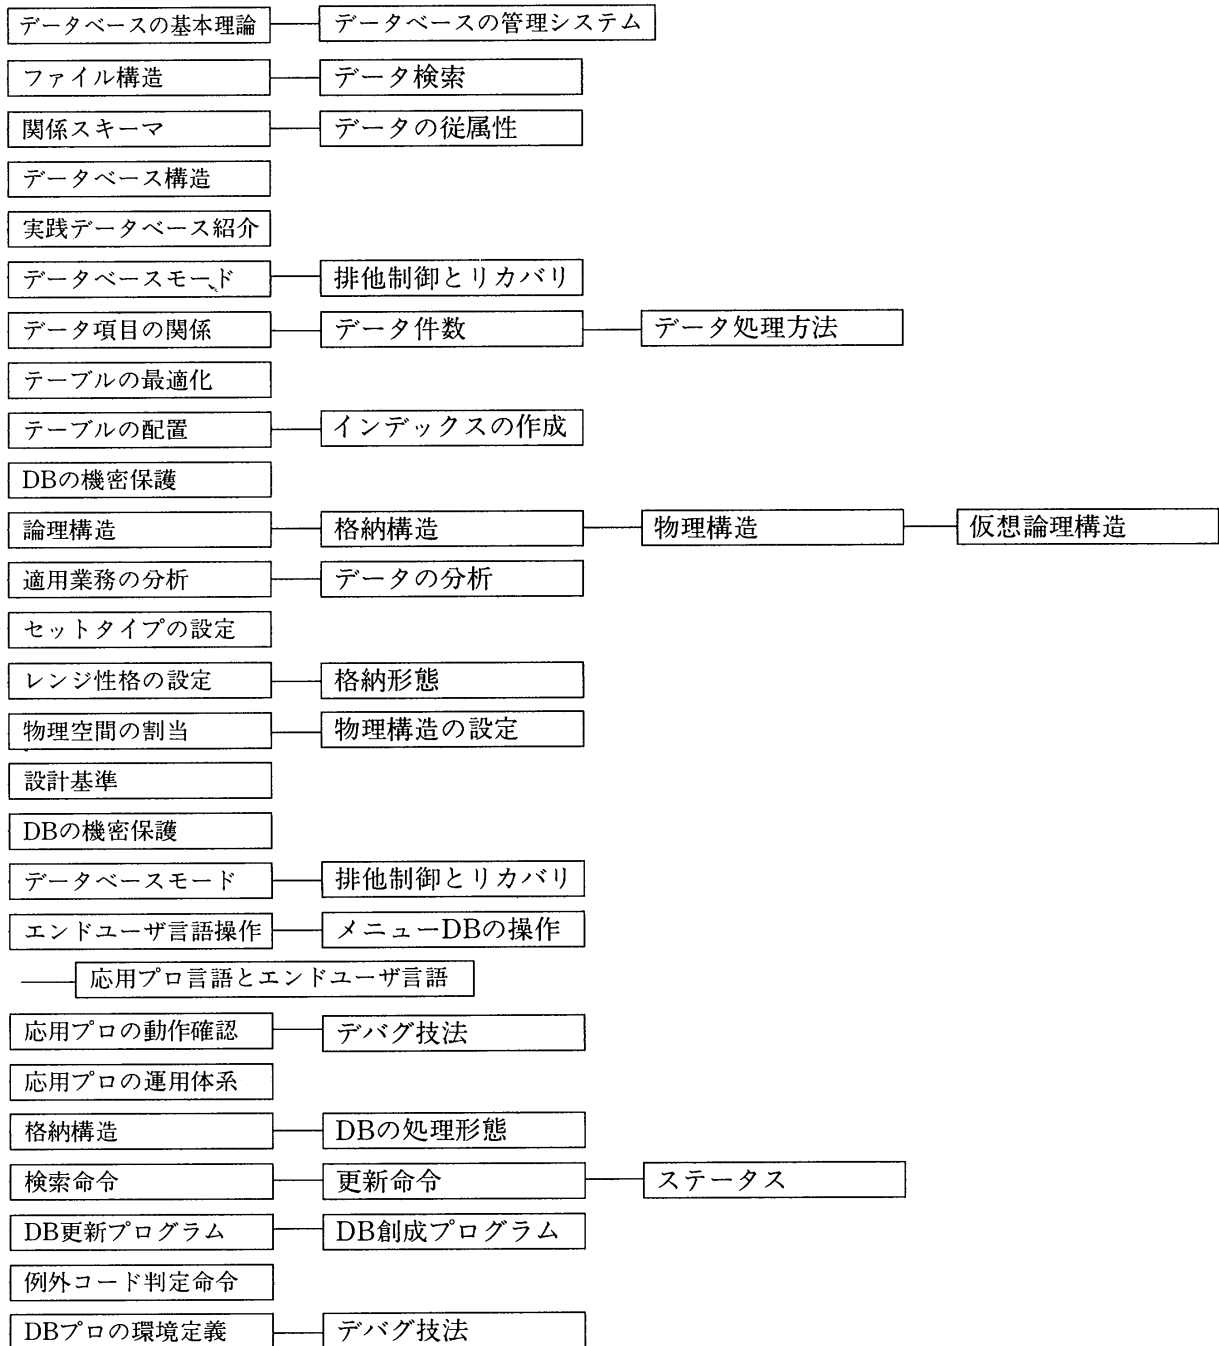 データベースの基本理論 データベースの管理システム
ファイル構造 データ検索
関係スキーマ データの従属性
データベース構造
実践データベース紹介
データベースモード 排他制御とリカバリ
データ項目の関係 データ件数 データ処理方法
テーブルの最適化
テーブルの配置 インデックスの作成
DBの機密保護
論理構造 格納構造 物理構造 仮想論理構造
適用業務の分析 データの分析
セットタイプの設定
レンジ性格の設定 格納形態
物理空間の割当 物理構造の設定
設計基準
DBの機密保護
データベースモード 排他制御とリカバリ
エンドユーザ言語操作 メニューDBの操作
応用プロ言語とエンドユーザ言語
応用プロの動作確認 デバグ技法
応用プロの運用体系
格納構造 DBの処理形態
検索命令 更新命令 ステータス
DB更新プログラム DB創成プログラム
例外コード判定命令
DBプロの環境定義 デバグ技法